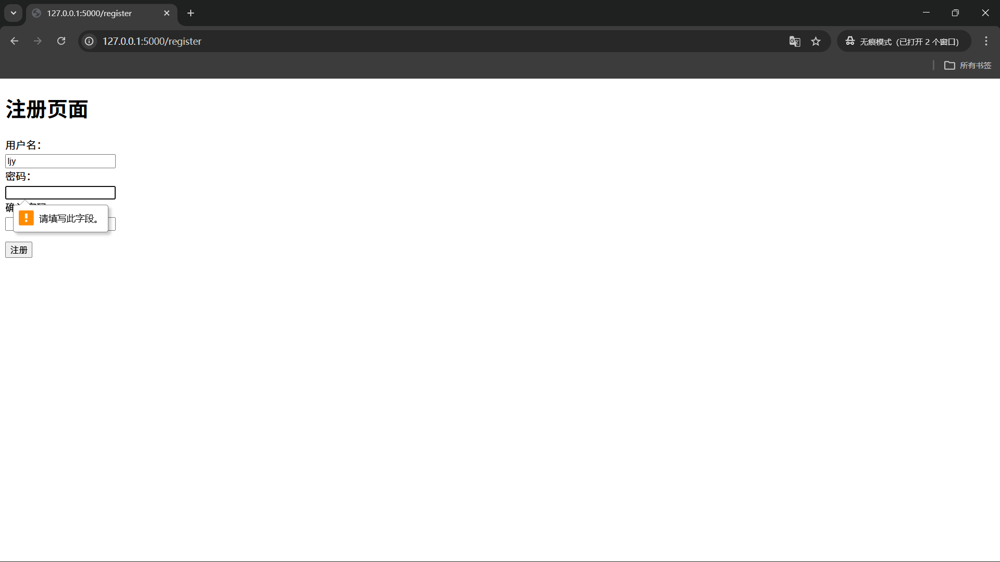 127.0.0.1:5000/register
127.0.0.1:5000/register
无痕模式（已打开 2 个窗口）
所有书签
注册页面
用户名：
ljy
密码：
请填写此字段。
注册